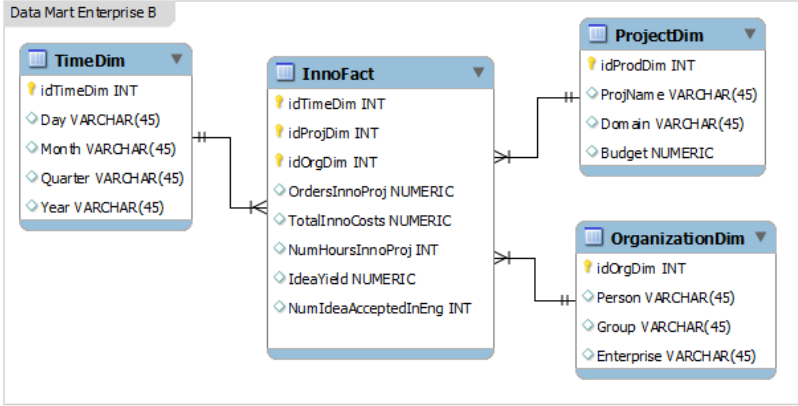 Data Mart Enterprise B
TimeDim
idTimeDim INT
Day VARCHAR(45)
Month VARCHAR(45)
Quarter VARCHAR(45)
Year VARCHAR(45)
InnoFact
idTimeDim INT
idProjDim INT
idOrgDim INT
OrdersInnoProj NUMERIC
TotalInnoCosts NUMERIC
NumHoursInnoProj INT
IdeaYield NUMERIC
NumIdeaAcceptedInEng INT
ProjectDim
idProdDim INT
ProjName VARCHAR(45)
Domain VARCHAR(45)
Budget NUMERIC
OrganizationDim
idOrgDim INT
Person VARCHAR(45)
Group VARCHAR(45)
Enterprise VARCHAR(45)